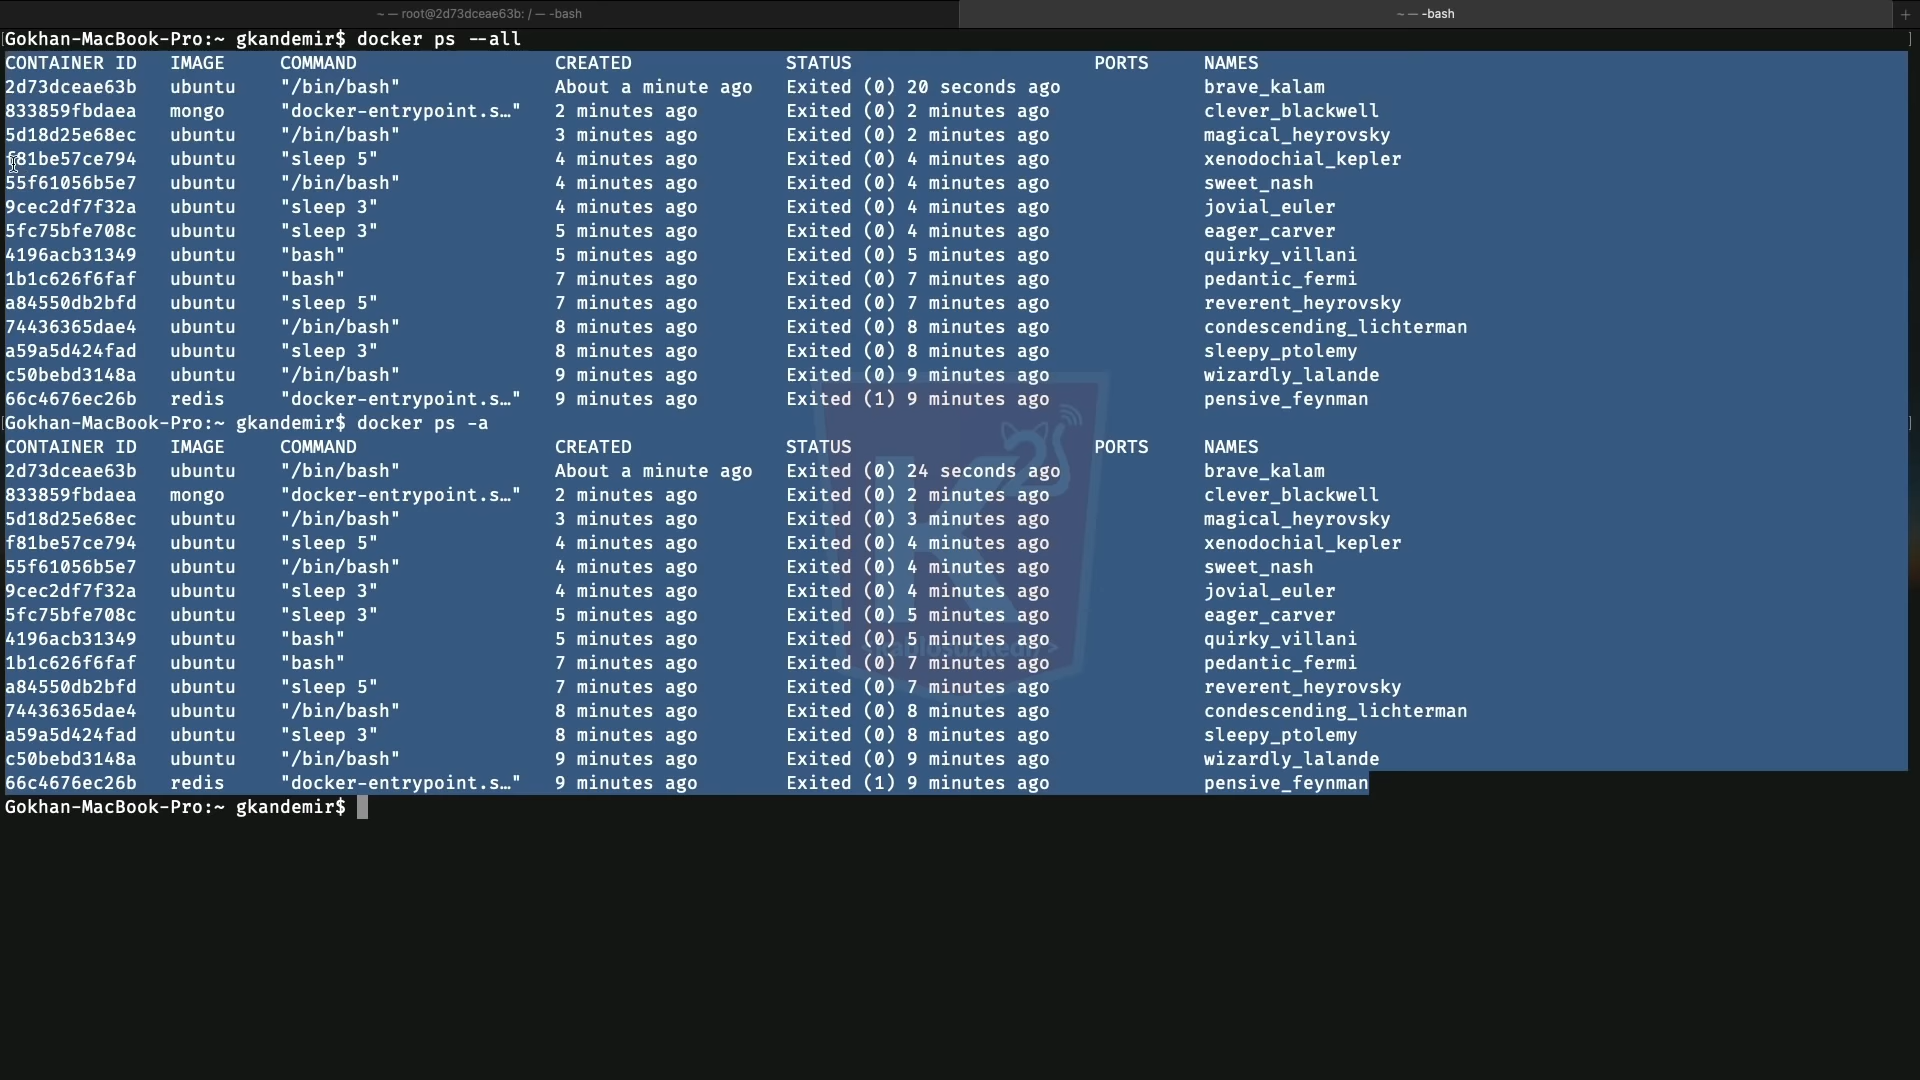 ~ — root@2d73dceae63b: / — -bash
~ — -bash
Gokhan-MacBook-Pro:~ gkandemir$ docker ps --all
CONTAINER ID   IMAGE     COMMAND                  CREATED              STATUS                      PORTS     NAMES
2d73dceae63b   ubuntu    "/bin/bash"              About a minute ago   Exited (0) 20 seconds ago             brave_kalam
833859fbdaea   mongo     "docker-entrypoint.s…"   2 minutes ago        Exited (0) 2 minutes ago              clever_blackwell
5d18d25e68ec   ubuntu    "/bin/bash"              3 minutes ago        Exited (0) 2 minutes ago              magical_heyrovsky
f81be57ce794   ubuntu    "sleep 5"                4 minutes ago        Exited (0) 4 minutes ago              xenodochial_kepler
55f61056b5e7   ubuntu    "/bin/bash"              4 minutes ago        Exited (0) 4 minutes ago              sweet_nash
9cec2df7f32a   ubuntu    "sleep 3"                4 minutes ago        Exited (0) 4 minutes ago              jovial_euler
5fc75bfe708c   ubuntu    "sleep 3"                5 minutes ago        Exited (0) 4 minutes ago              eager_carver
4196acb31349   ubuntu    "bash"                   5 minutes ago        Exited (0) 5 minutes ago              quirky_villani
1b1c626f6faf   ubuntu    "bash"                   7 minutes ago        Exited (0) 7 minutes ago              pedantic_fermi
a84550db2bfd   ubuntu    "sleep 5"                7 minutes ago        Exited (0) 7 minutes ago              reverent_heyrovsky
74436365dae4   ubuntu    "/bin/bash"              8 minutes ago        Exited (0) 8 minutes ago              condescending_lichterman
a59a5d424fad   ubuntu    "sleep 3"                8 minutes ago        Exited (0) 8 minutes ago              sleepy_ptolemy
c50bebd3148a   ubuntu    "/bin/bash"              9 minutes ago        Exited (0) 9 minutes ago              wizardly_lalande
66c4676ec26b   redis     "docker-entrypoint.s…"   9 minutes ago        Exited (1) 9 minutes ago              pensive_feynman
Gokhan-MacBook-Pro:~ gkandemir$ docker ps -a
CONTAINER ID   IMAGE     COMMAND                  CREATED              STATUS                      PORTS     NAMES
2d73dceae63b   ubuntu    "/bin/bash"              About a minute ago   Exited (0) 24 seconds ago             brave_kalam
833859fbdaea   mongo     "docker-entrypoint.s…"   2 minutes ago        Exited (0) 2 minutes ago              clever_blackwell
5d18d25e68ec   ubuntu    "/bin/bash"              3 minutes ago        Exited (0) 3 minutes ago              magical_heyrovsky
f81be57ce794   ubuntu    "sleep 5"                4 minutes ago        Exited (0) 4 minutes ago              xenodochial_kepler
55f61056b5e7   ubuntu    "/bin/bash"              4 minutes ago        Exited (0) 4 minutes ago              sweet_nash
9cec2df7f32a   ubuntu    "sleep 3"                4 minutes ago        Exited (0) 4 minutes ago              jovial_euler
5fc75bfe708c   ubuntu    "sleep 3"                5 minutes ago        Exited (0) 5 minutes ago              eager_carver
4196acb31349   ubuntu    "bash"                   5 minutes ago        Exited (0) 5 minutes ago              quirky_villani
1b1c626f6faf   ubuntu    "bash"                   7 minutes ago        Exited (0) 7 minutes ago              pedantic_fermi
a84550db2bfd   ubuntu    "sleep 5"                7 minutes ago        Exited (0) 7 minutes ago              reverent_heyrovsky
74436365dae4   ubuntu    "/bin/bash"              8 minutes ago        Exited (0) 8 minutes ago              condescending_lichterman
a59a5d424fad   ubuntu    "sleep 3"                8 minutes ago        Exited (0) 8 minutes ago              sleepy_ptolemy
c50bebd3148a   ubuntu    "/bin/bash"              9 minutes ago        Exited (0) 9 minutes ago              wizardly_lalande
66c4676ec26b   redis     "docker-entrypoint.s…"   9 minutes ago        Exited (1) 9 minutes ago              pensive_feynman
Gokhan-MacBook-Pro:~ gkandemir$